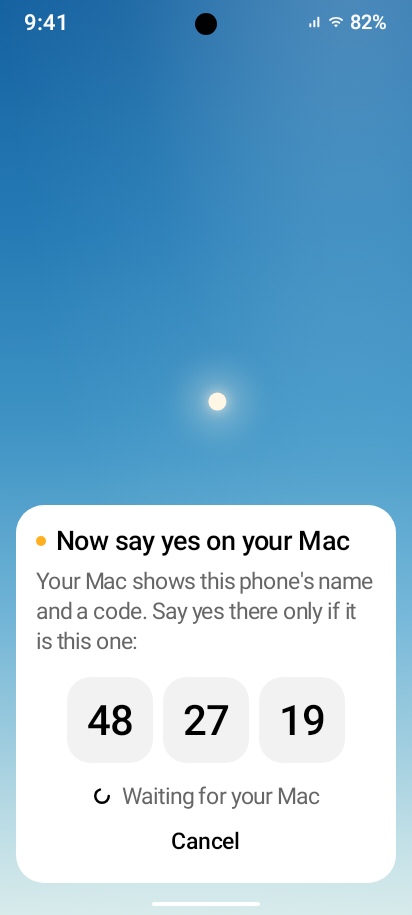 9:41
82%
Now say yes on your Mac
Your Mac shows this phone's name
and a code. Say yes there only if it
is this one:
48 27 19
Waiting for your Mac
Cancel